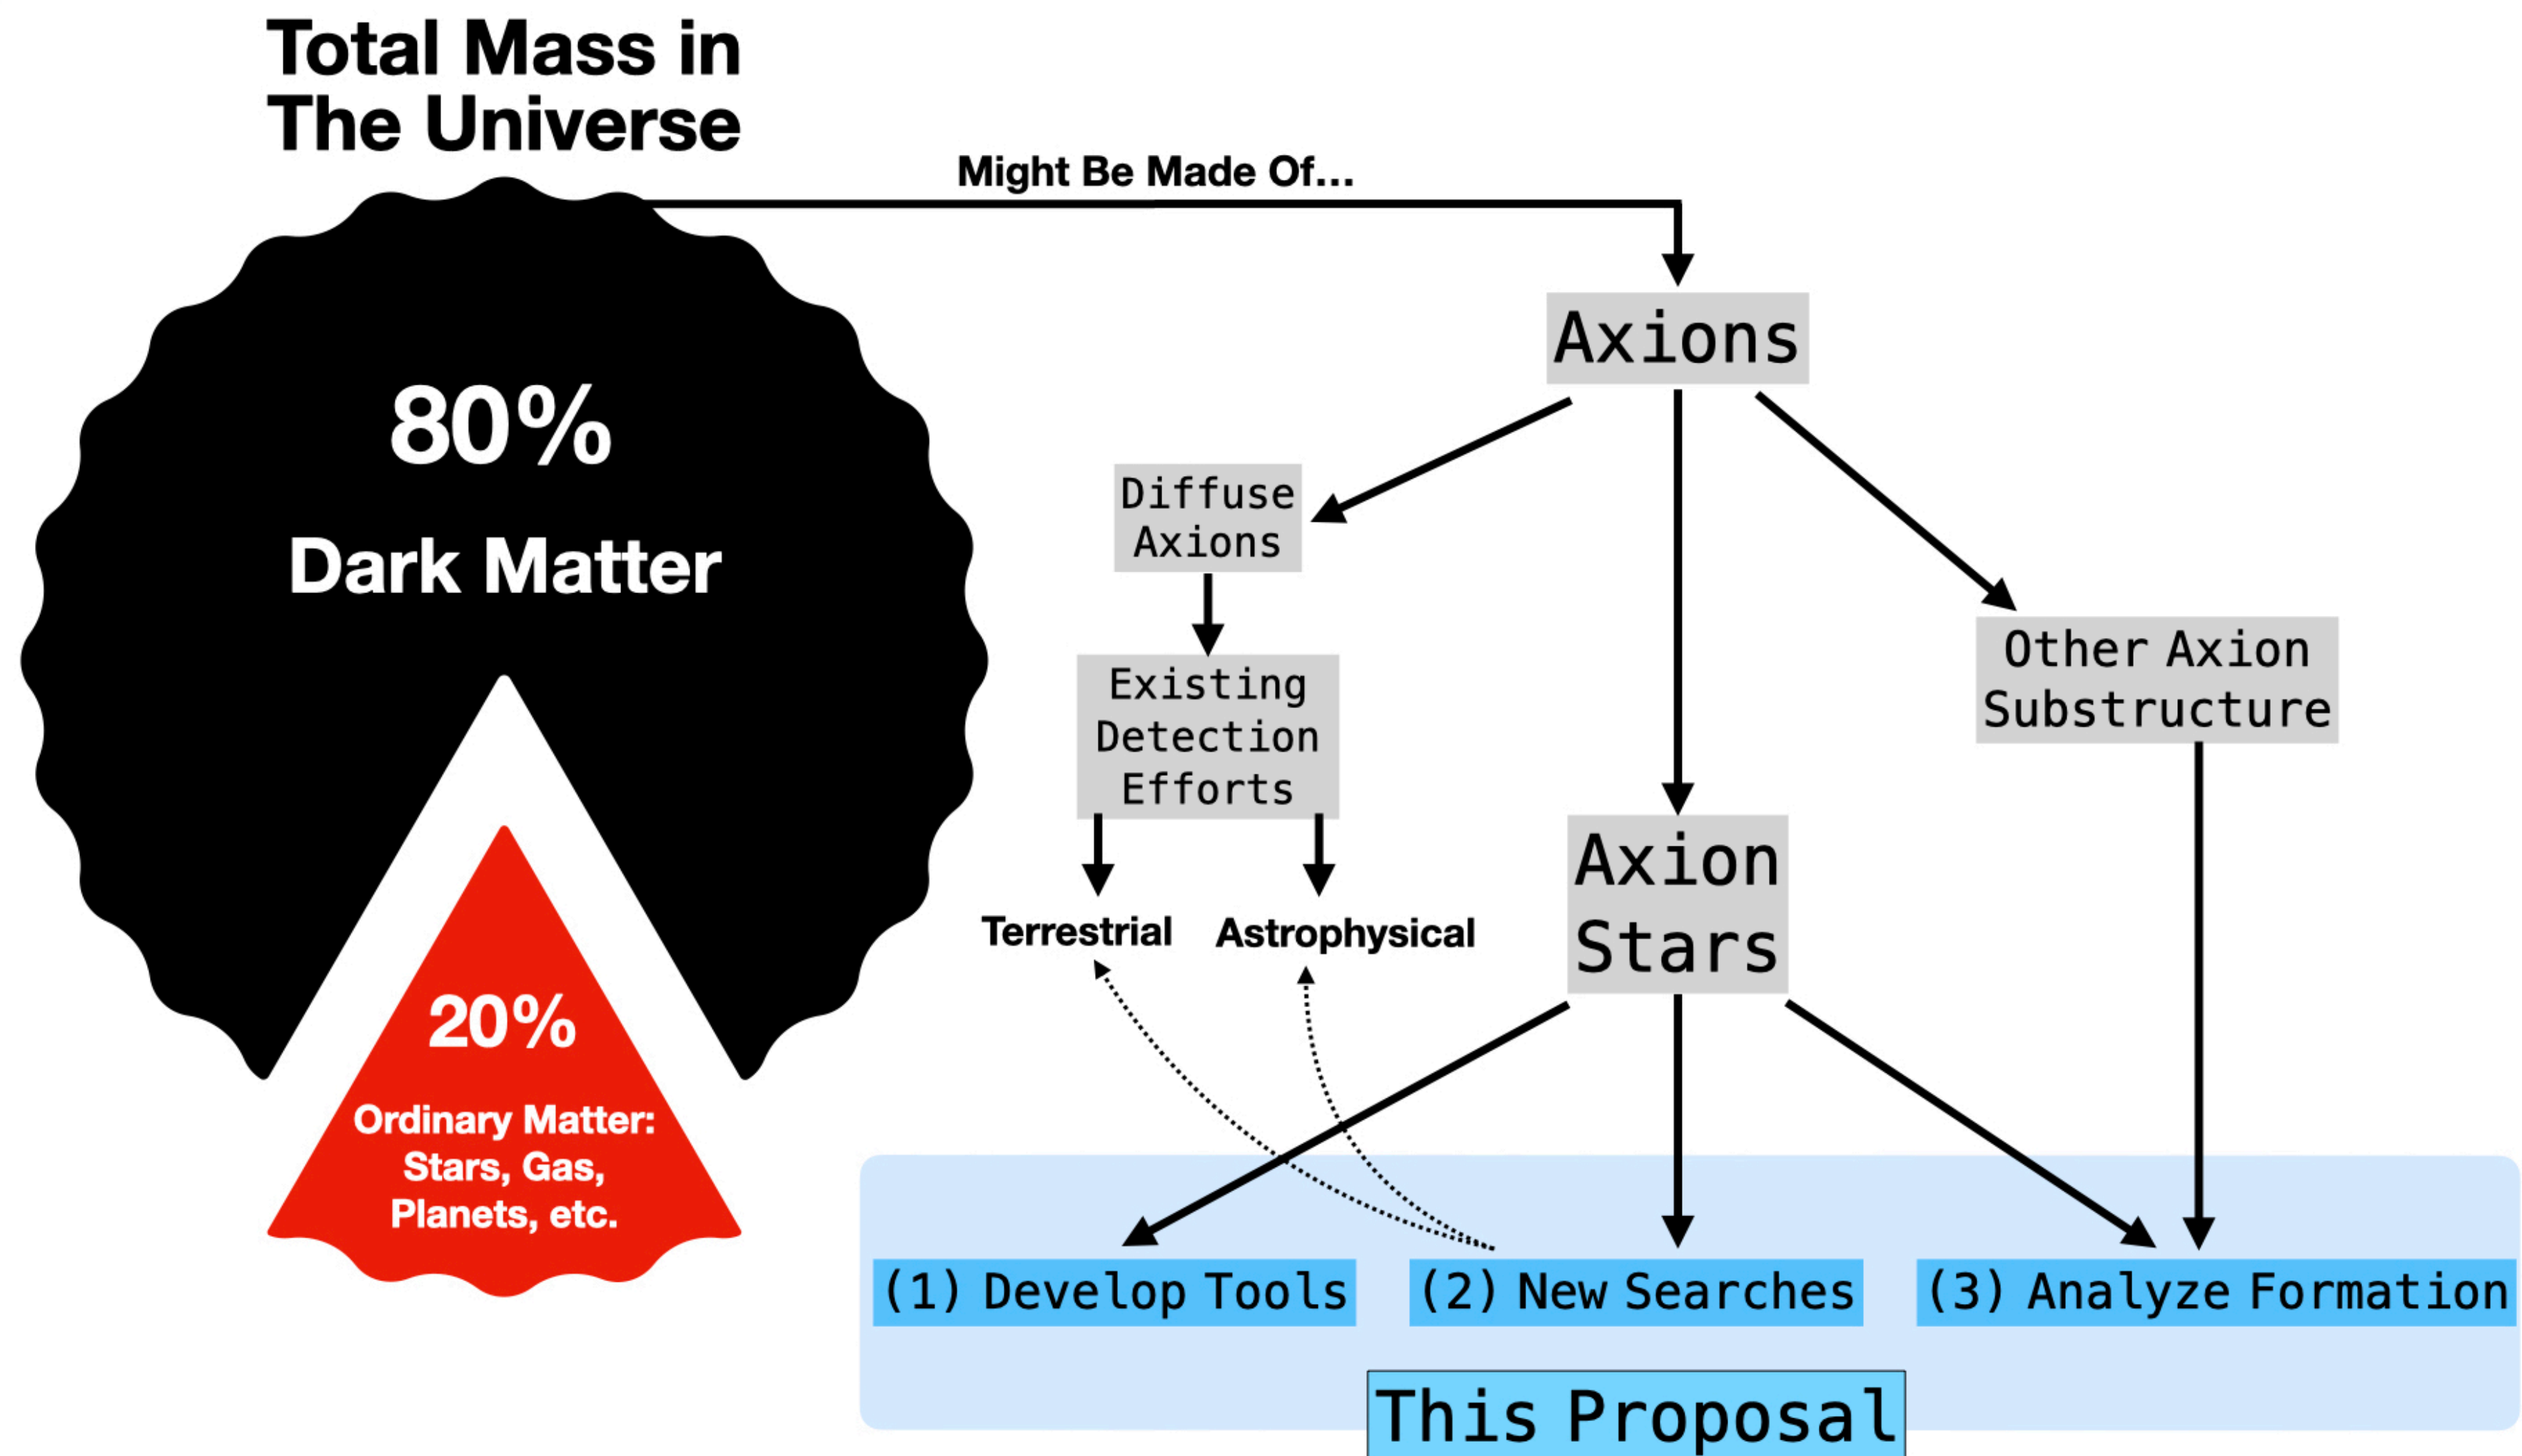 Total Mass in
The Universe
Might Be Made Of...
80%
Dark Matter
20%
Ordinary Matter:
Stars, Gas,
Planets, etc.
Axions
Diffuse
Axions
Existing
Detection
Efforts
Terrestrial
Astrophysical
Axion
Stars
Other Axion
Substructure
(1) Develop Tools
(2) New Searches
(3) Analyze Formation
This Proposal